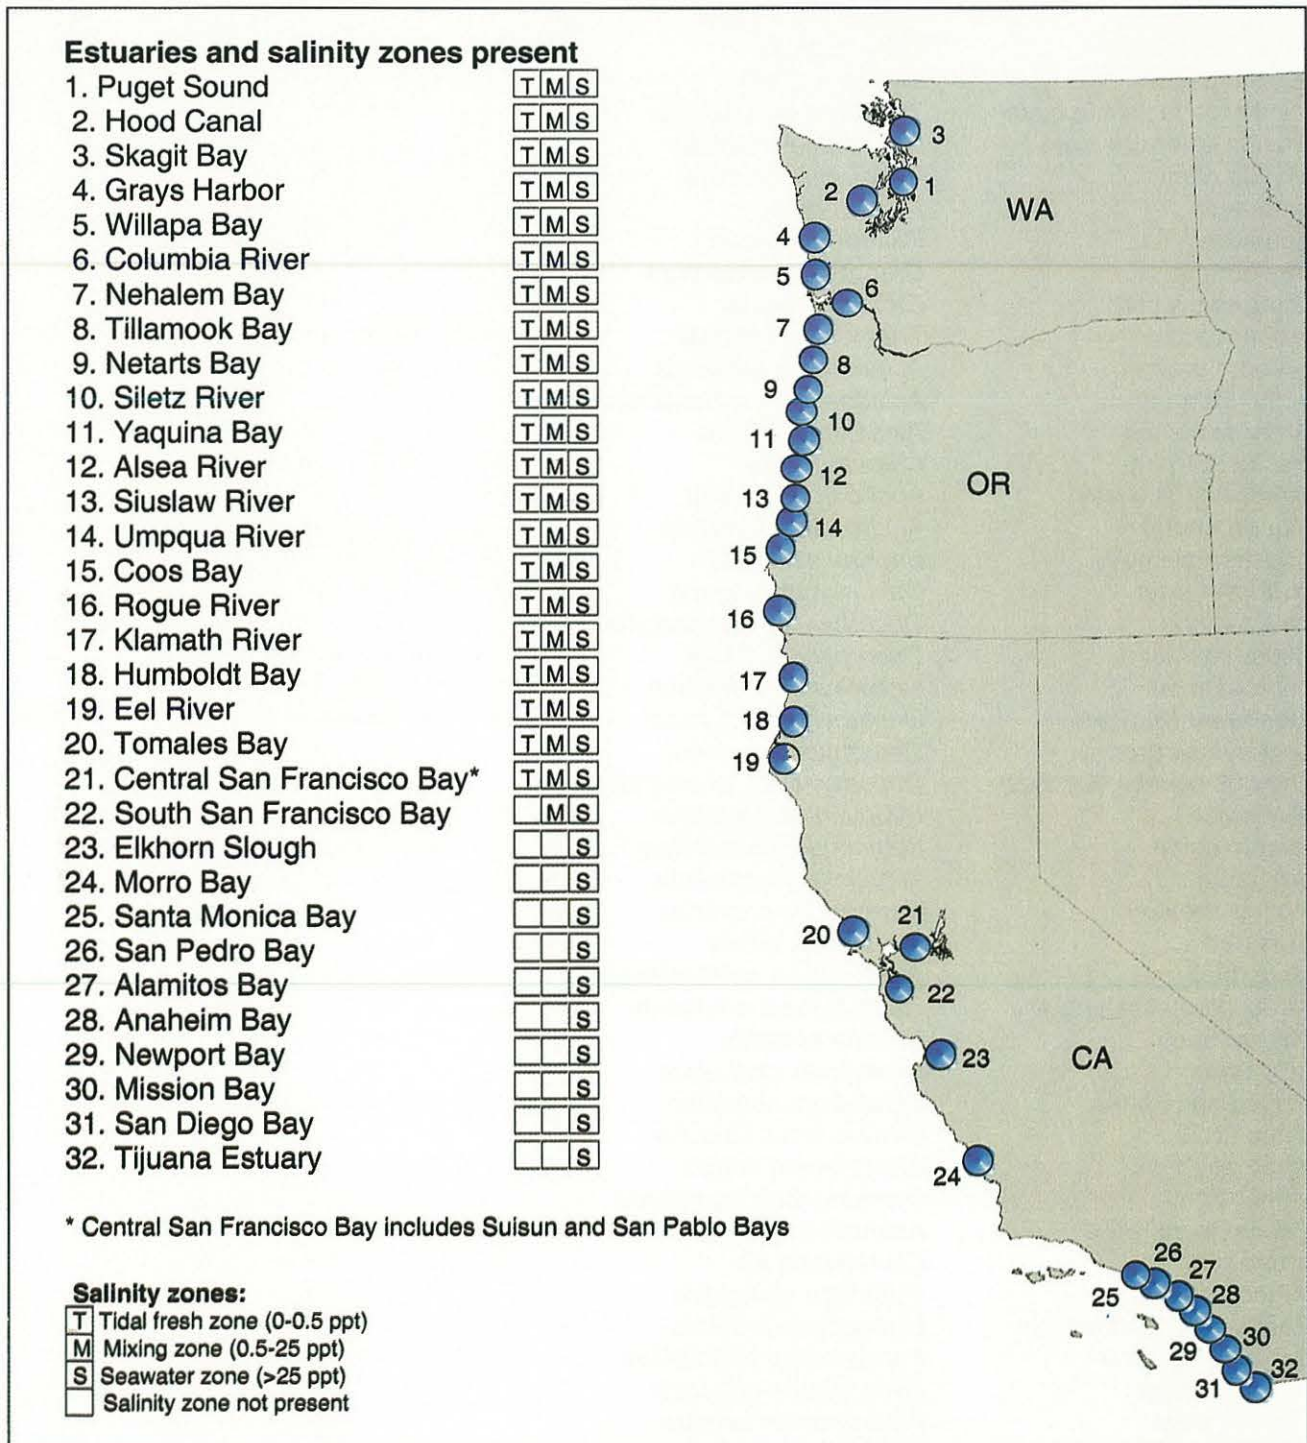 Estuaries and salinity zones present
1. Puget Sound T M S
2. Hood Canal T M S
3. Skagit Bay T M S
4. Grays Harbor T M S
5. Willapa Bay T M S
6. Columbia River T M S
7. Nehalem Bay T M S
8. Tillamook Bay T M S
9. Netarts Bay T M S
10. Siletz River T M S
11. Yaquina Bay T M S
12. Alsea River T M S
13. Siuslaw River T M S
14. Umpqua River T M S
15. Coos Bay T M S
16. Rogue River T M S
17. Klamath River T M S
18. Humboldt Bay T M S
19. Eel River T M S
20. Tomales Bay T M S
21. Central San Francisco Bay* T M S
22. South San Francisco Bay M S
23. Elkhorn Slough S
24. Morro Bay S
25. Santa Monica Bay S
26. San Pedro Bay S
27. Alamitos Bay S
28. Anaheim Bay S
29. Newport Bay S
30. Mission Bay S
31. San Diego Bay S
32. Tijuana Estuary S
* Central San Francisco Bay includes Suisun and San Pablo Bays
Salinity zones:
T Tidal fresh zone (0-0.5 ppt)
M Mixing zone (0.5-25 ppt)
S Seawater zone (>25 ppt)
Salinity zone not present
3
1
2
WA
4
5
6
7
8
9
10
11
12
OR
13
14
15
16
17
18
19
20
21
22
23
CA
24
26
27
25
28
30
29
32
31